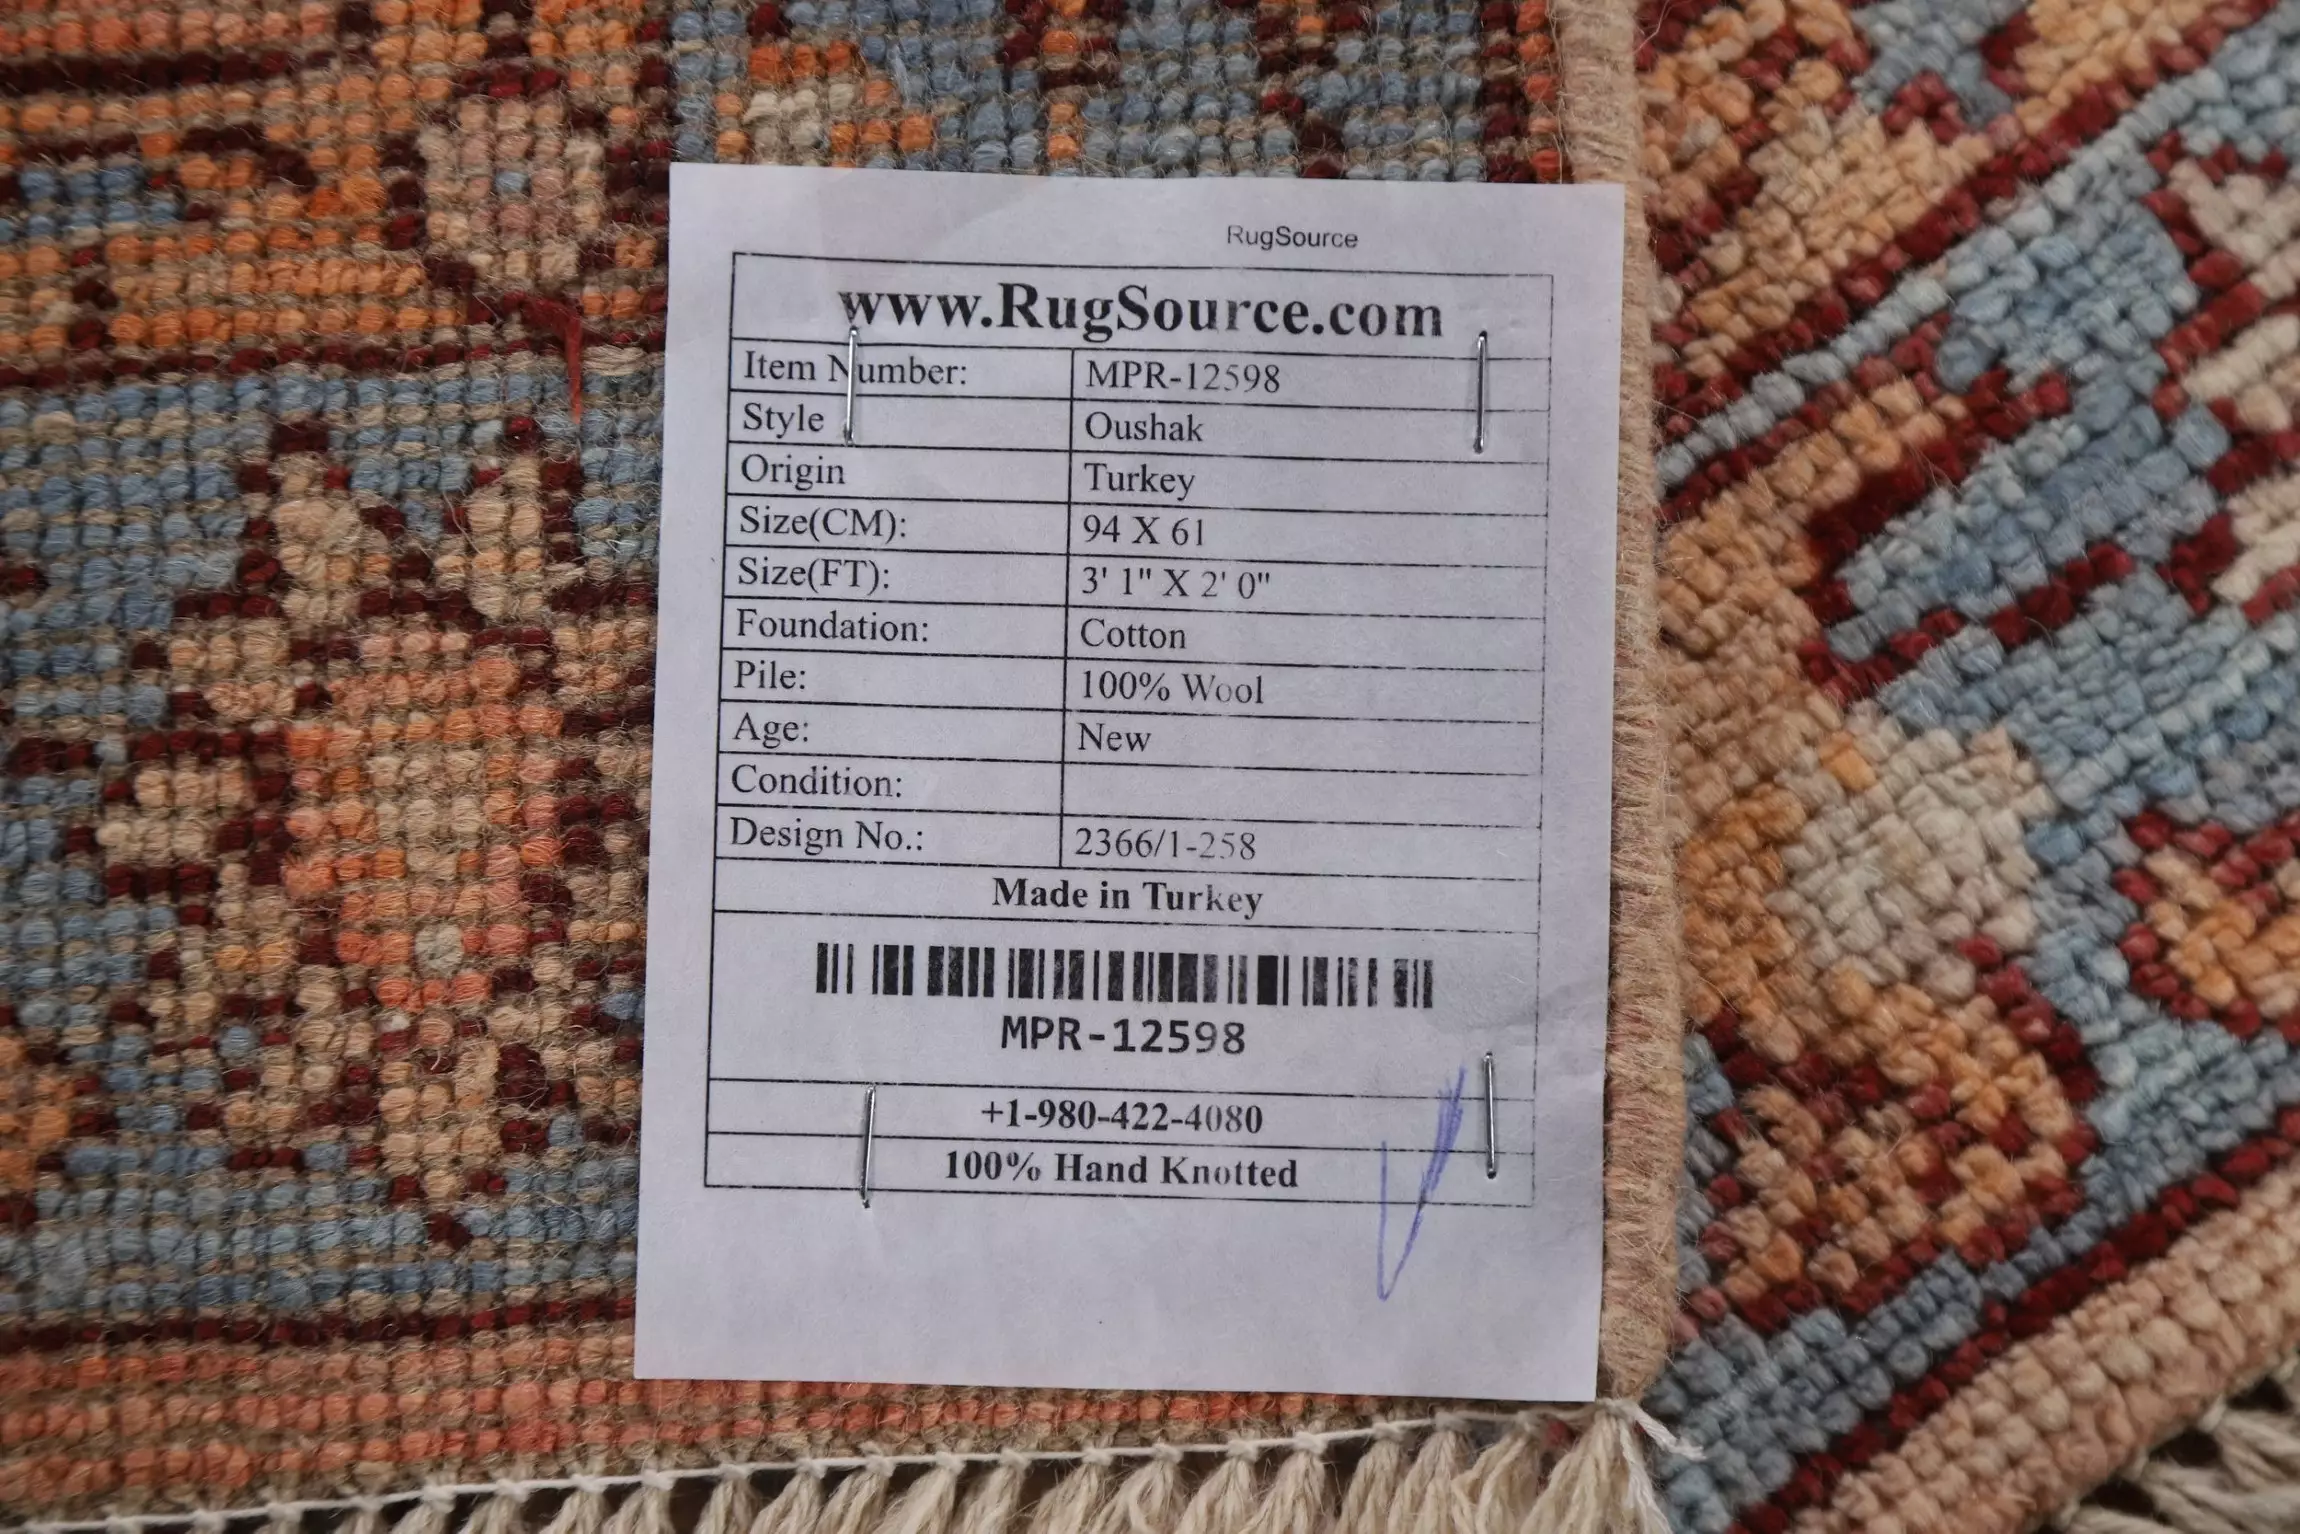 RugSource
www.RugSource.com
Item Number: MPR-12598
Style Oushak
Origin Turkey
Size(CM): 94 X 61
Size(FT): 3' 1" X 2' 0"
Foundation: Cotton
Pile: 100% Wool
Age: New
Condition:
Design No.: 2366/1-258
Made in Turkey
MPR-12598
+1-980-422-4080
100% Hand Knotted